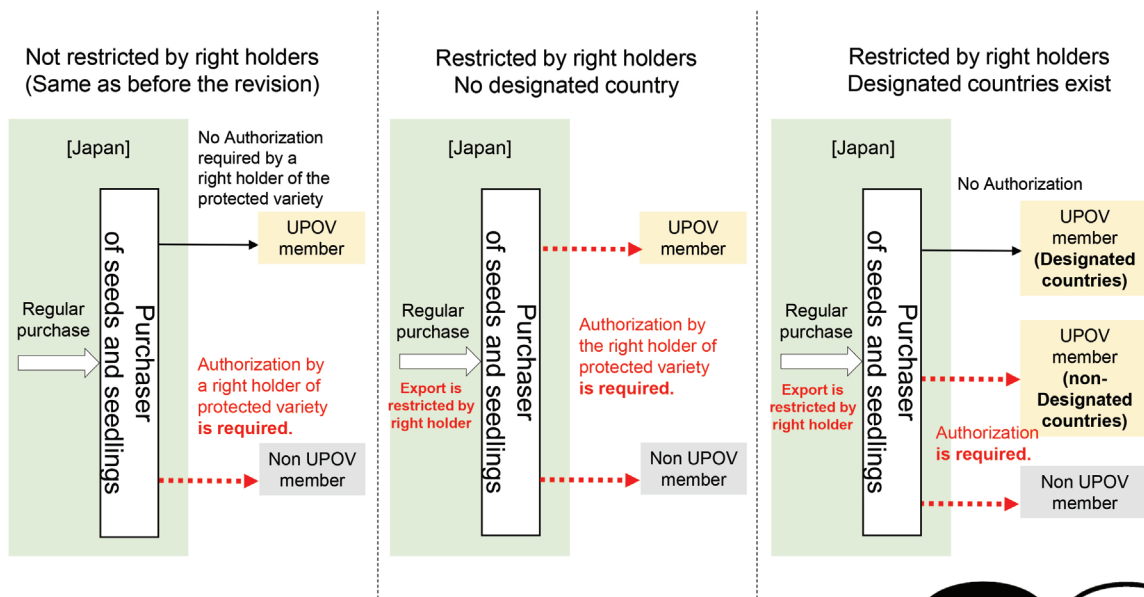 Not restricted by right holders
(Same as before the revision)
[Japan]
No Authorization
required by a
right holder of the
protected variety
UPOV
member
Regular
purchase
Purchaser
of seeds and seedlings
Authorization by
a right holder of
protected variety
is required.
Non UPOV
member
Restricted by right holders
No designated country
[Japan]
UPOV
member
Regular
purchase
Export is
restricted by
right holder
Purchaser
of seeds and seedlings
Authorization by
the right holder of
protected variety
is required.
Non UPOV
member
Restricted by right holders
Designated countries exist
[Japan]
No Authorization
UPOV
member
(Designated
countries)
Regular
purchase
Export is
restricted by
right holder
Purchaser
of seeds and seedlings
UPOV
member
(non-
Designated
countries)
Authorization
is required.
Non UPOV
member